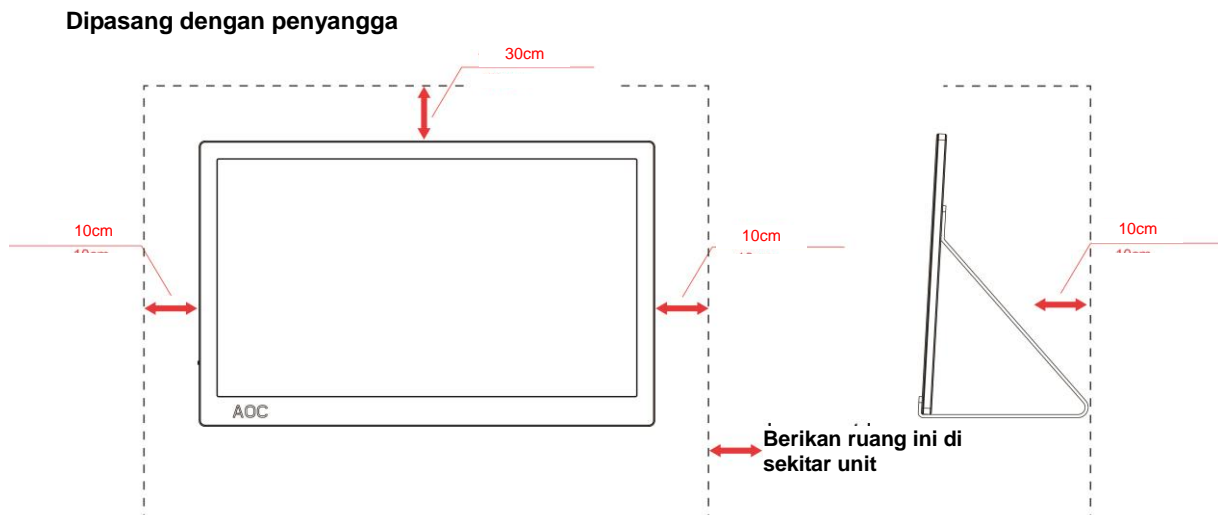 Dipasang dengan penyangga
30cm
10cm
10cm
10cm
AOC
Berikan ruang ini di
sekitar unit